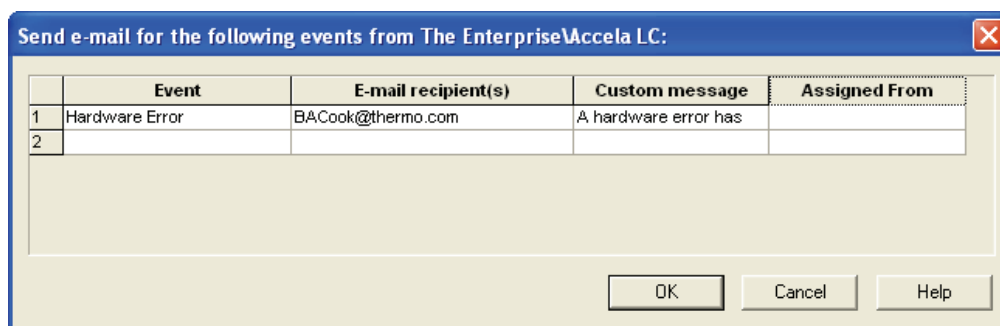 Send e-mail for the following events from The Enterprise\Accela LC:
Event E-mail recipient(s) Custom message Assigned From
1 Hardware Error BACook@thermo.com A hardware error has
2
OK Cancel Help